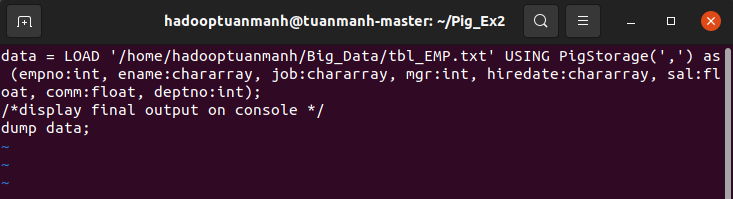 hadooptuanmanh@tuanmanh-master: ~/Pig_Ex2
data = LOAD '/home/hadooptuanmanh/Big_Data/tbl_EMP.txt' USING PigStorage(',') as
 (empno:int, ename:chararray, job:chararray, mgr:int, hiredate:chararray, sal:fl
oat, comm:float, deptno:int);
/*display final output on console */
dump data;
~
~
~